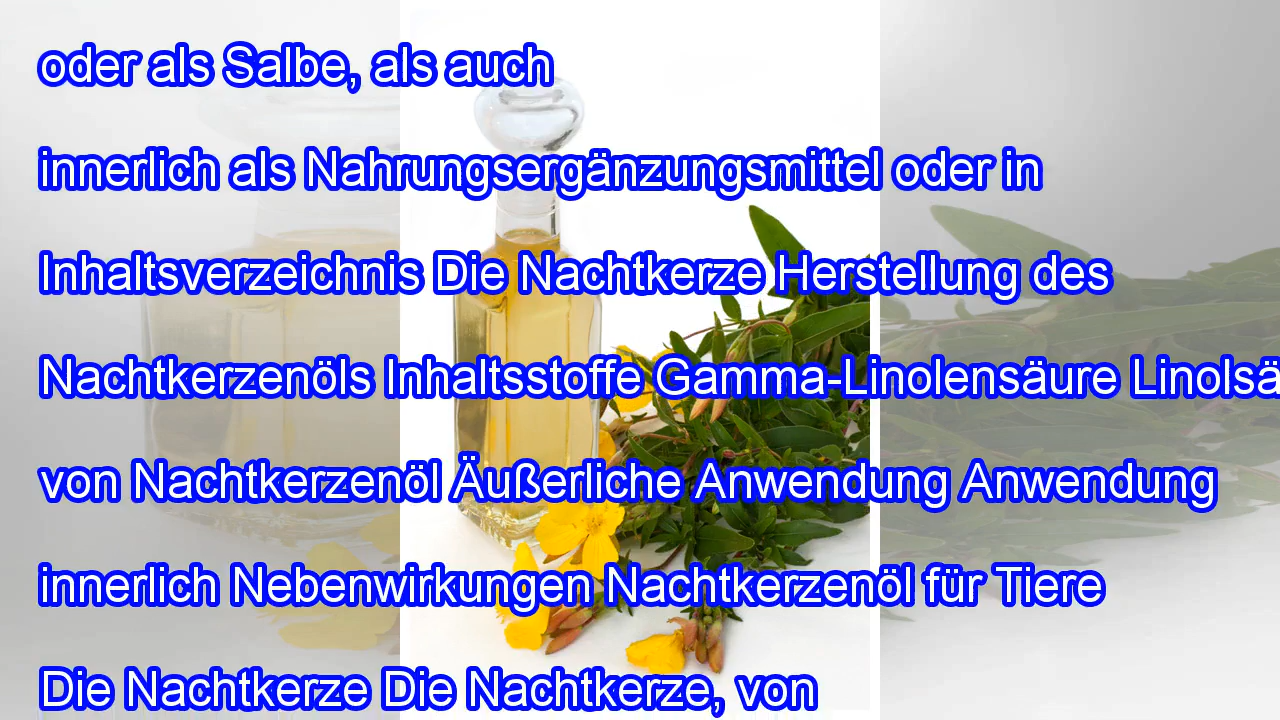 oder als Salbe, als auch
innerlich als Nahrungsergänzungsmittel oder in
Inhaltsverzeichnis Die Nachtkerze Herstellung des
Nachtkerzenöls Inhaltsstoffe Gamma-Linolensäure Linolsä
von Nachtkerzenöl Äußerliche Anwendung Anwendung
innerlich Nebenwirkungen Nachtkerzenöl für Tiere
Die Nachtkerze Die Nachtkerze, von